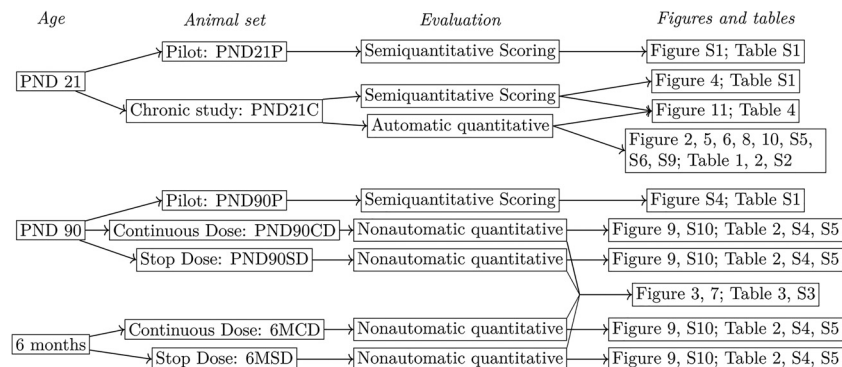 Age Animal set Evaluation Figures and tables
Pilot: PND21P Semiquantitative Scoring Figure S1; Table S1
PND 21
Figure 4; Table S1
Semiquantitative Scoring
Chronic study: PND21C Figure 11; Table 4
Automatic quantitative
Figure 2, 5, 6, 8, 10, S5,
S6, S9; Table 1, 2, S2
Pilot: PND90P Semiquantitative Scoring Figure S4; Table S1
PND 90 Continuous Dose: PND90CD Nonautomatic quantitative Figure 9, S10; Table 2, S4, S5
Stop Dose: PND90SD Nonautomatic quantitative Figure 9, S10; Table 2, S4, S5
Figure 3, 7; Table 3, S3
Continuous Dose: 6MCD Nonautomatic quantitative Figure 9, S10; Table 2, S4, S5
6 months
Stop Dose: 6MSD Nonautomatic quantitative Figure 9, S10; Table 2, S4, S5